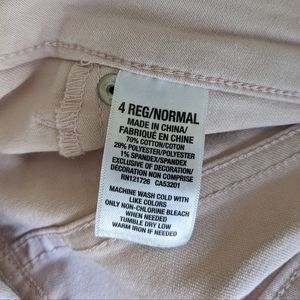 4 REG/NORMAL
MADE IN CHINA/
FABRIQUÉ EN CHINE
70% COTTON/COTON
29% POLYESTER/POLYESTER
1% SPANDEX/SPANDEX
EXCLUSIVE OF DECORATION/
DÉCORATION NON COMPRISE
RN121726 CA53201
MACHINE WASH COLD WITH
LIKE COLORS
ONLY NON-CHLORINE BLEACH
WHEN NEEDED
TUMBLE DRY LOW
WARM IRON IF NEEDED